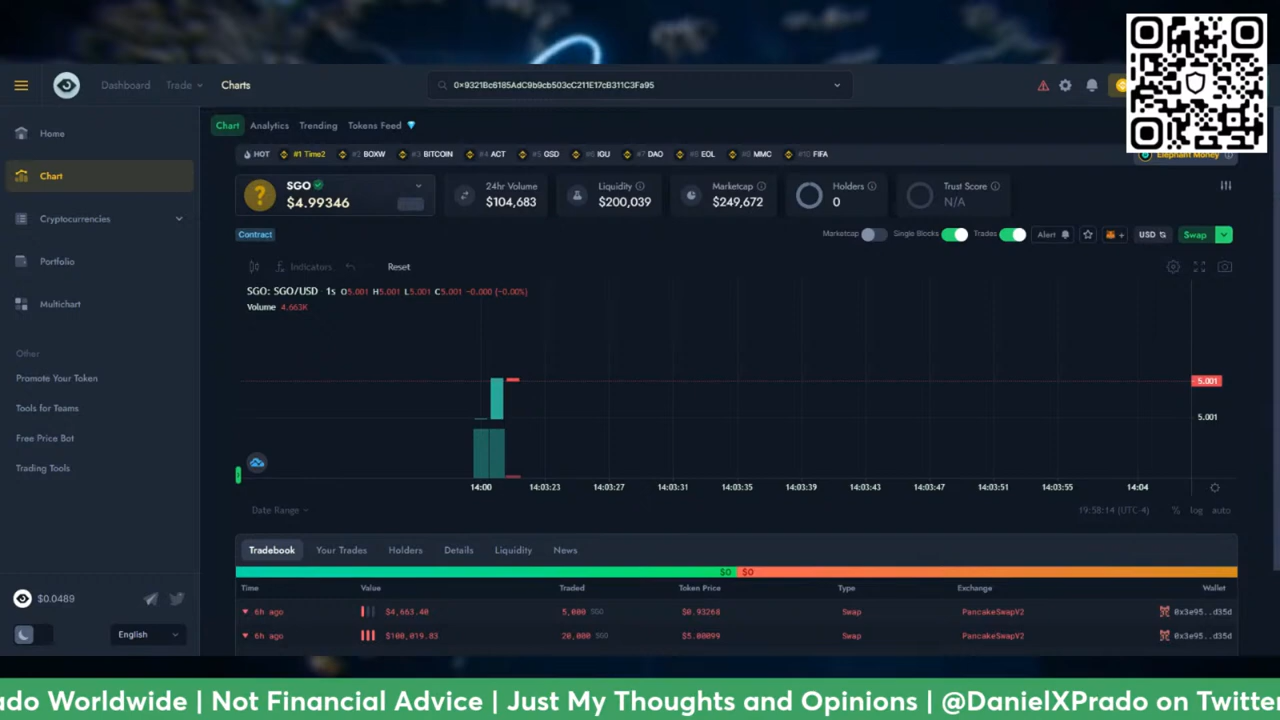 Dashboard Trade Charts 0x9321Bc6185AdC9b9cb503cC211E17cB311C3Fa95
Home
Chart
Cryptocurrencies
Portfolio
Multichart
Other
Promote Your Token
Tools for Teams
Free Price Bot
Trading Tools
$0.0489
English
Chart Analytics Trending Tokens Feed
HOT #1 Time2 #2 BOXW #3 BITCOIN #4 ACT #5 GSD #6 IGU #7 DAO #8 EOL #9 MMC #10 FIFA Elephant Money
SGO
$4.99346
24hr Volume
$104,683
Liquidity
$200,039
Marketcap
$249,672
Holders
0
Trust Score
N/A
Contract Marketcap Single Blocks Trades Alert + USD Swap
Indicators Reset
SGO: SGO/USD · 1s O5.001 H5.001 L5.001 C5.001 −0.000 (−0.00%)
Volume 4.663K
5.001
5.001
14:00 14:03:23 14:03:27 14:03:31 14:03:35 14:03:39 14:03:43 14:03:47 14:03:51 14:03:55 14:04
Date Range 19:58:14 (UTC-4) % log auto
Tradebook Your Trades Holders Details Liquidity News
$0 $0
Time Value Traded Token Price Type Exchange Wallet
6h ago $4,663.40 5,000 SGO $0.93268 Swap PancakeSwapV2 0x3e95..d35d
6h ago $100,019.83 20,000 SGO $5.00099 Swap PancakeSwapV2 0x3e95..d35d
ado Worldwide | Not Financial Advice | Just My Thoughts and Opinions | @DanielXPrado on Twitter